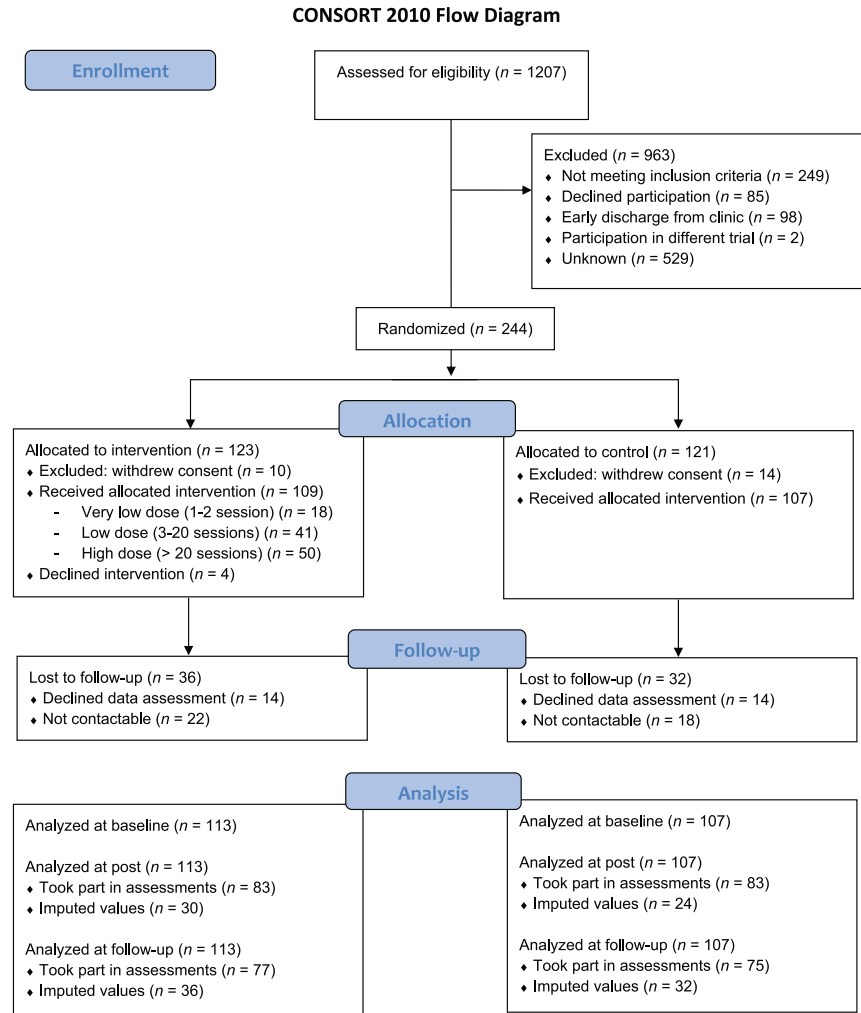 CONSORT 2010 Flow Diagram
Enrollment
Assessed for eligibility (n = 1207)
Excluded (n = 963)
♦ Not meeting inclusion criteria (n = 249)
♦ Declined participation (n = 85)
♦ Early discharge from clinic (n = 98)
♦ Participation in different trial (n = 2)
♦ Unknown (n = 529)
Randomized (n = 244)
Allocation
Allocated to intervention (n = 123)
♦ Excluded: withdrew consent (n = 10)
♦ Received allocated intervention (n = 109)
- Very low dose (1-2 session) (n = 18)
- Low dose (3-20 sessions) (n = 41)
- High dose (> 20 sessions) (n = 50)
♦ Declined intervention (n = 4)
Allocated to control (n = 121)
♦ Excluded: withdrew consent (n = 14)
♦ Received allocated intervention (n = 107)
Follow-up
Lost to follow-up (n = 36)
♦ Declined data assessment (n = 14)
♦ Not contactable (n = 22)
Lost to follow-up (n = 32)
♦ Declined data assessment (n = 14)
♦ Not contactable (n = 18)
Analysis
Analyzed at baseline (n = 113)
Analyzed at post (n = 113)
♦ Took part in assessments (n = 83)
♦ Imputed values (n = 30)
Analyzed at follow-up (n = 113)
♦ Took part in assessments (n = 77)
♦ Imputed values (n = 36)
Analyzed at baseline (n = 107)
Analyzed at post (n = 107)
♦ Took part in assessments (n = 83)
♦ Imputed values (n = 24)
Analyzed at follow-up (n = 107)
♦ Took part in assessments (n = 75)
♦ Imputed values (n = 32)